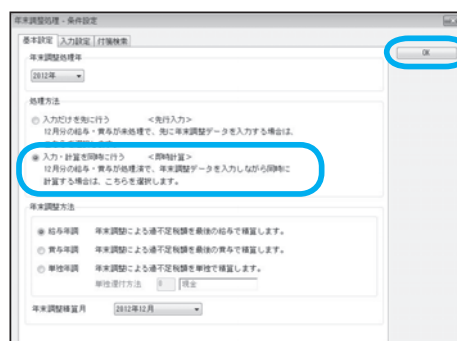 年末調整処理 - 条件設定
基本設定 入力設定 付箋検索
OK
年末調整処理年
2012年
処理方法
入力だけを先に行う <先行入力>
12月分の給与・賞与が未処理で、先に年末調整データを入力する場合は、
入力・計算を同時に行う <即時計算>
12月分の給与・賞与が処理済で、年末調整データを入力しながら同時に
計算する場合は、こちらを選択します。
年末調整方法
給与年調 年末調整による過不足税額を最後の給与で精算します。
賞与年調 年末調整による過不足税額を最後の賞与で精算します。
単独年調 年末調整による過不足税額を単独で精算します。
単独還付方法 0 現金
年末調整精算月 2012年12月